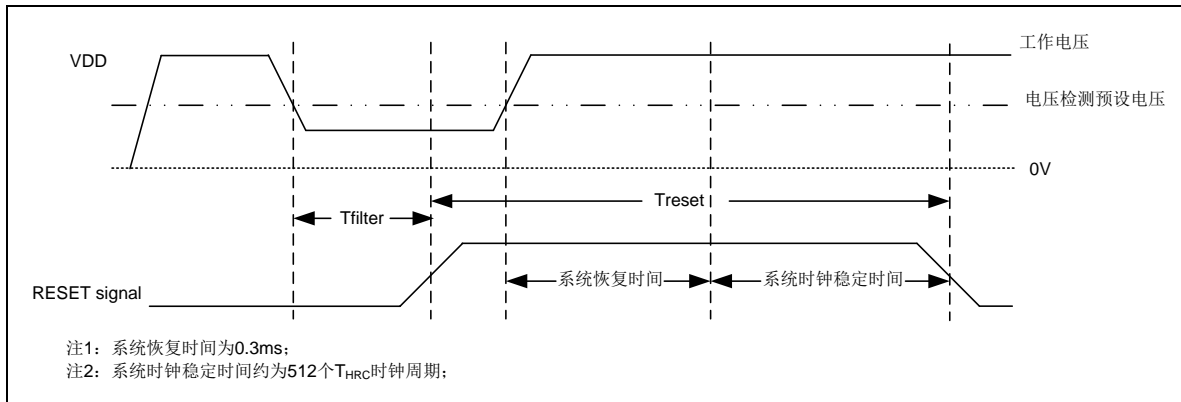 工作电压
VDD
电压检测预设电压
0V
Treset
Tfilter
系统恢复时间
系统时钟稳定时间
RESET signal
注1：系统恢复时间为0.3ms；
注2：系统时钟稳定时间约为512个THRC时钟周期；